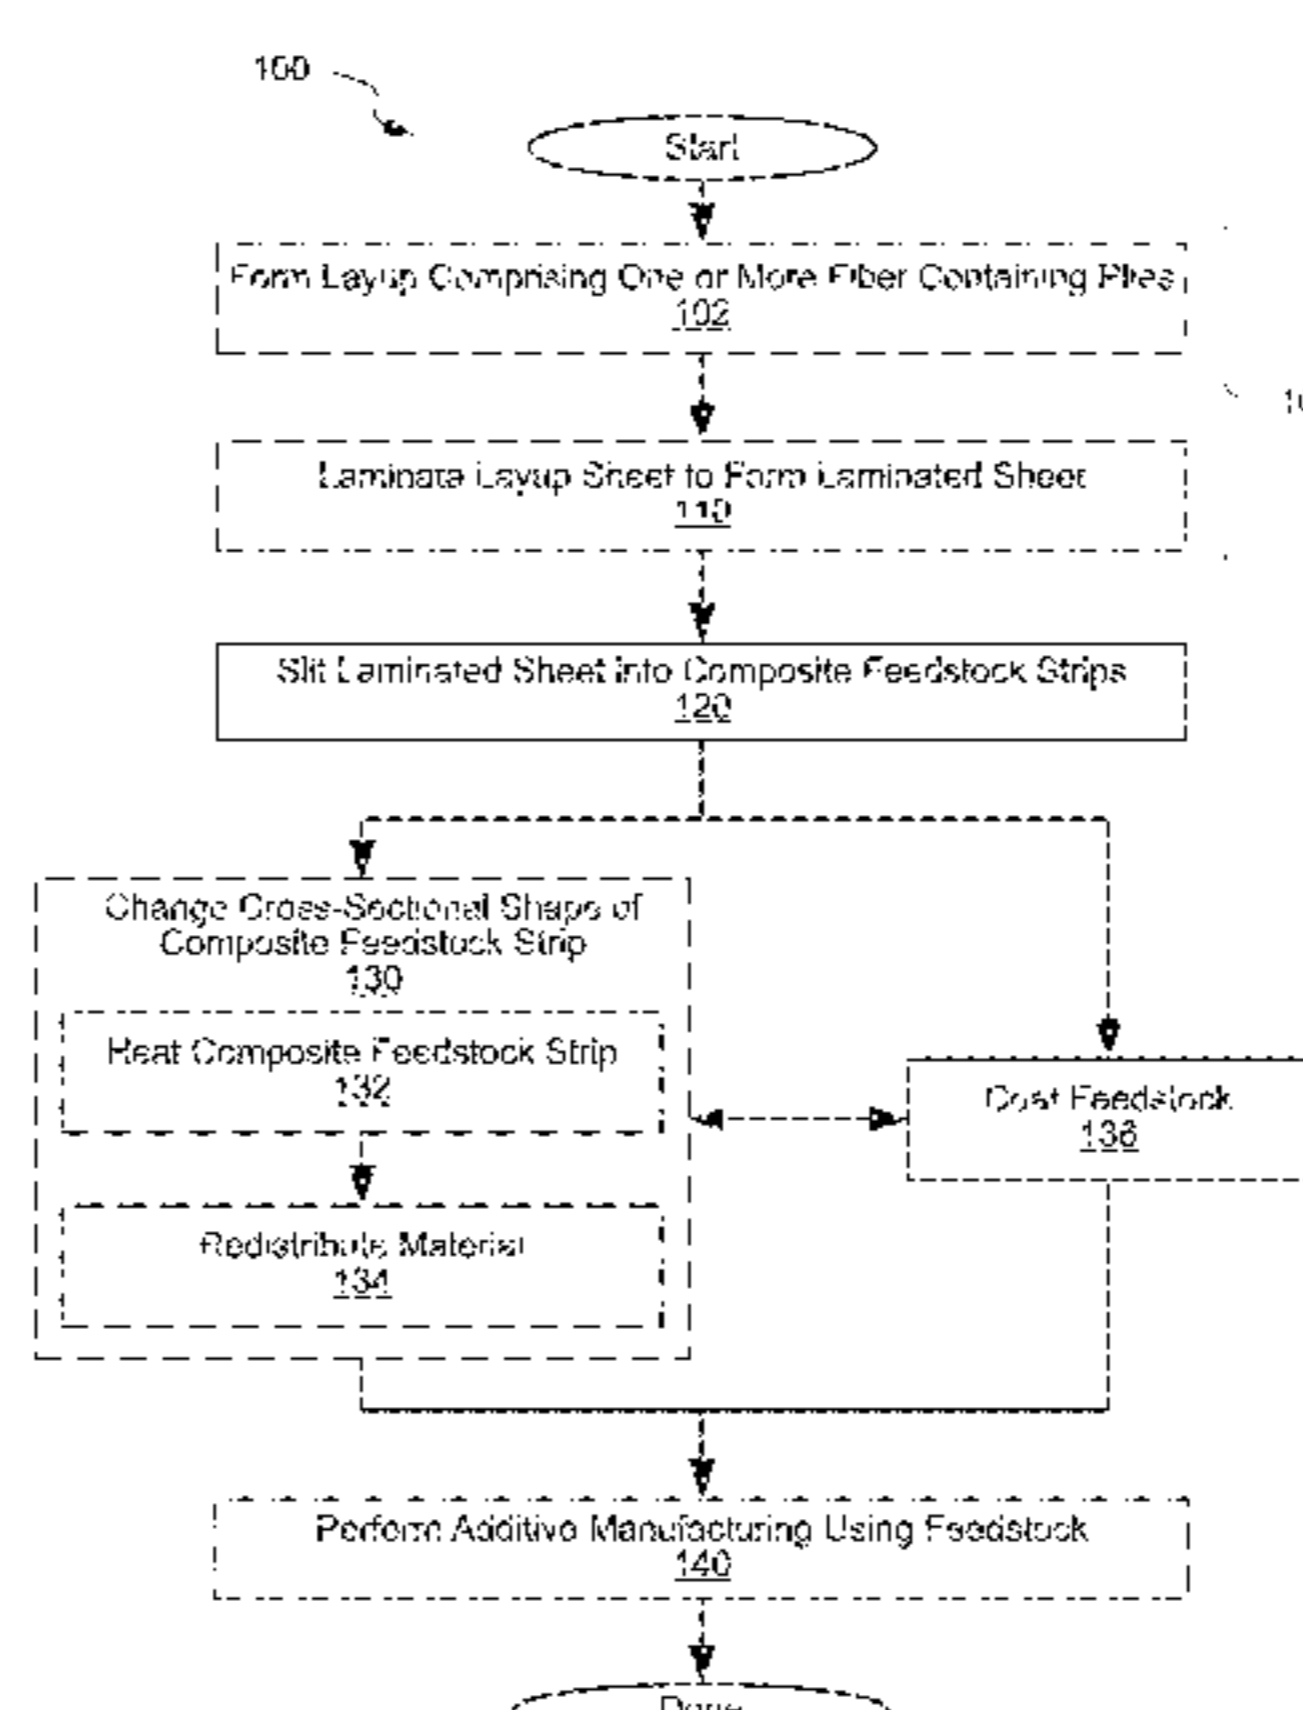 100
Start
Form Layup Comprising One or More Fiber Containing Plies
102
Laminate Layup Sheet to Form Laminated Sheet
110
Slit Laminated Sheet into Composite Feedstock Strips
120
Change Cross-Sectional Shape of
Composite Feedstock Strip
130
Heat Composite Feedstock Strip
132
Coat Feedstock
136
Redistribute Material
134
Perform Additive Manufacturing Using Feedstock
140
Done